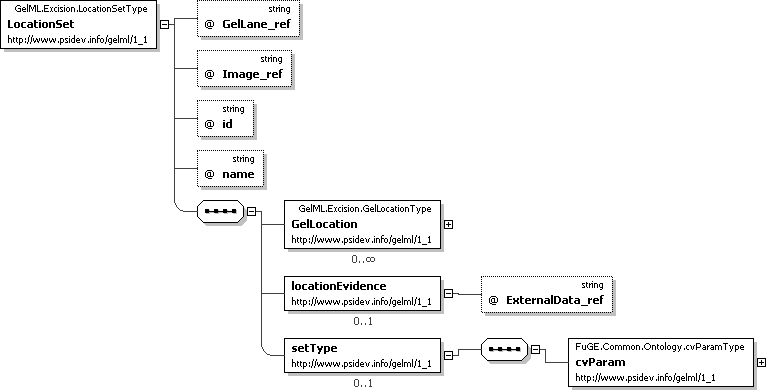 GelML.Excision.LocationSetType
LocationSet
http://www.psidev.info/gelml/1_1
string
@ GelLane_ref
string
@ Image_ref
string
@ id
string
@ name
GelML.Excision.GelLocationType
GelLocation
http://www.psidev.info/gelml/1_1
0..∞
locationEvidence
http://www.psidev.info/gelml/1_1
0..1
string
@ ExternalData_ref
setType
http://www.psidev.info/gelml/1_1
0..1
FuGE.Common.Ontology.cvParamType
cvParam
http://www.psidev.info/gelml/1_1